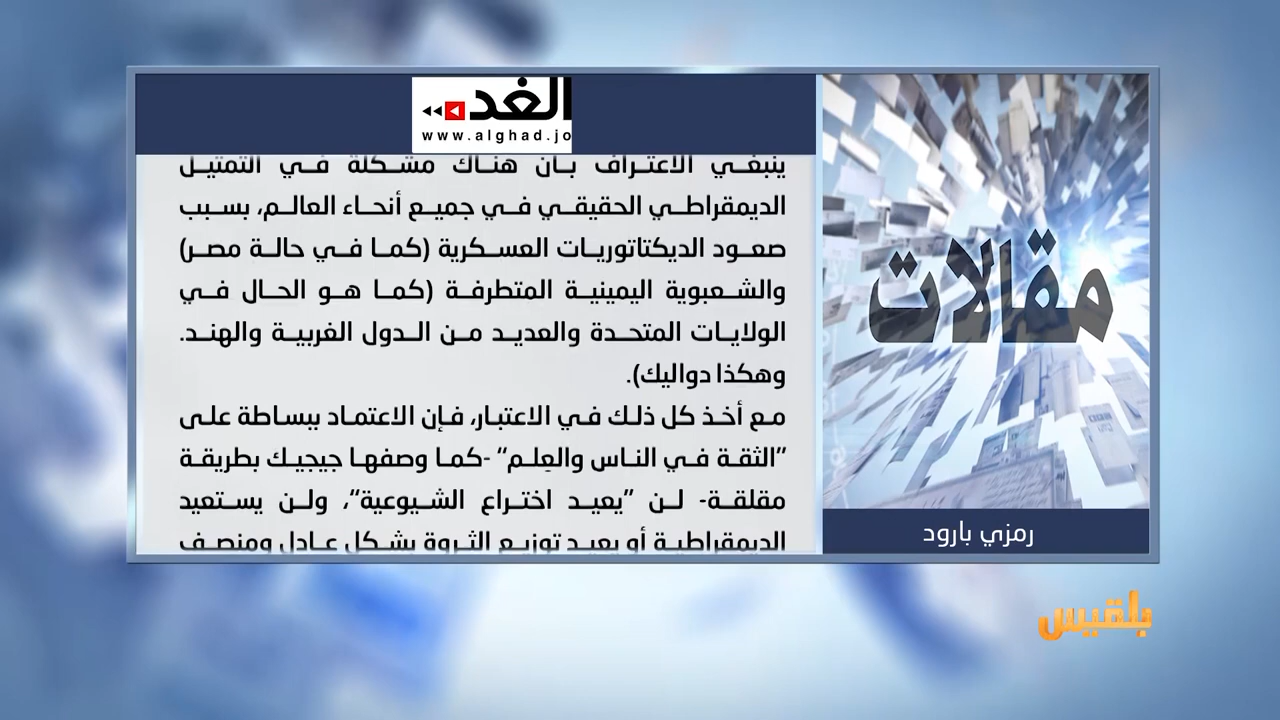 الغد
www.alghad.jo
ينبغي الاعتراف بأن هناك مشكلة في التمثيل
الديمقراطي الحقيقي في جميع أنحاء العالم، بسبب
صعود الديكتاتوريات العسكرية (كما في حالة مصر)
والشعبوية اليمينية المتطرفة (كما هو الحال في
الولايات المتحدة والعديد من الدول الغربية والهند.
وهكذا دواليك).
مع أخذ كل ذلك في الاعتبار، فإن الاعتماد ببساطة على
”الثقة في الناس والعِلم“ -كما وصفها جيجيك بطريقة
مقلقة- لن ”يعيد اختراع الشيوعية“، ولن يستعيد
الديمقراطية أو يعيد توزيع الثروة بشكل عادل ومنصف
مقالات
رمزي بارود
بلقيس